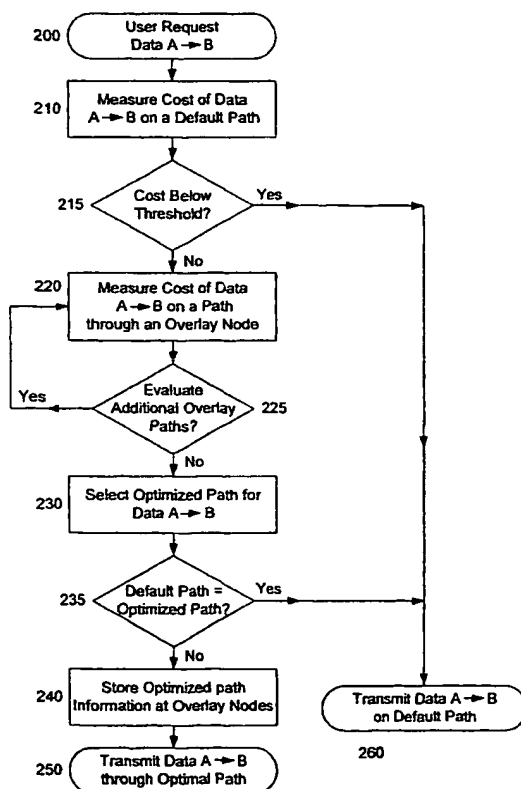 200
User Request
Data A → B
210
Measure Cost of Data
A → B on a Default Path
215
Cost Below
Threshold?
Yes
No
220
Measure Cost of Data
A → B on a Path
through an Overlay Node
Yes
Evaluate
Additional Overlay
Paths?
225
No
230
Select Optimized Path for
Data A → B
235
Default Path =
Optimized Path?
Yes
No
240
Store Optimized path
Information at Overlay Nodes
Transmit Data A → B
on Default Path
250
Transmit Data A → B
through Optimal Path
260